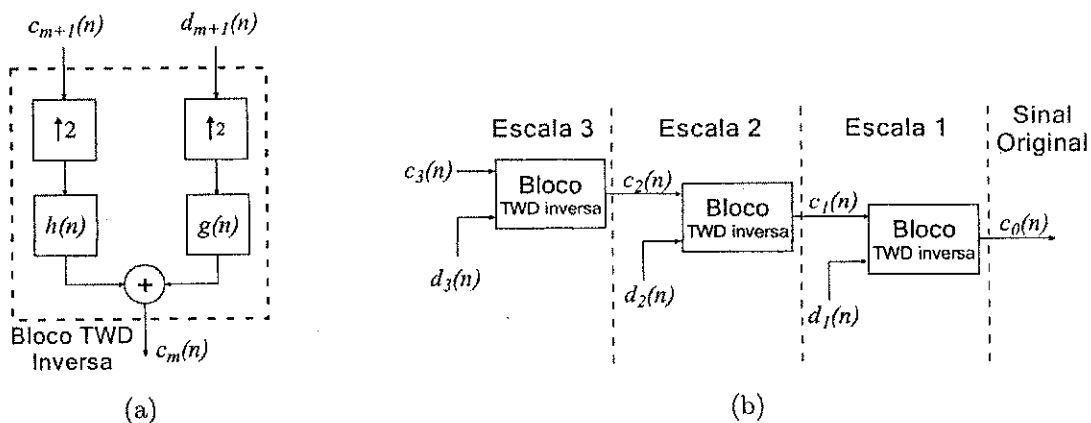 c_{m+1}(n) d_{m+1}(n)
↑2 ↑2
h(n) g(n)
+
Bloco TWD
Inversa
c_m(n)
(a)
Escala 3 Escala 2 Escala 1 Sinal
Original
c_3(n)
Bloco
TWD inversa
d_3(n)
c_2(n)
Bloco
TWD inversa
d_2(n)
c_1(n)
Bloco
TWD inversa
d_1(n)
c_0(n)
(b)